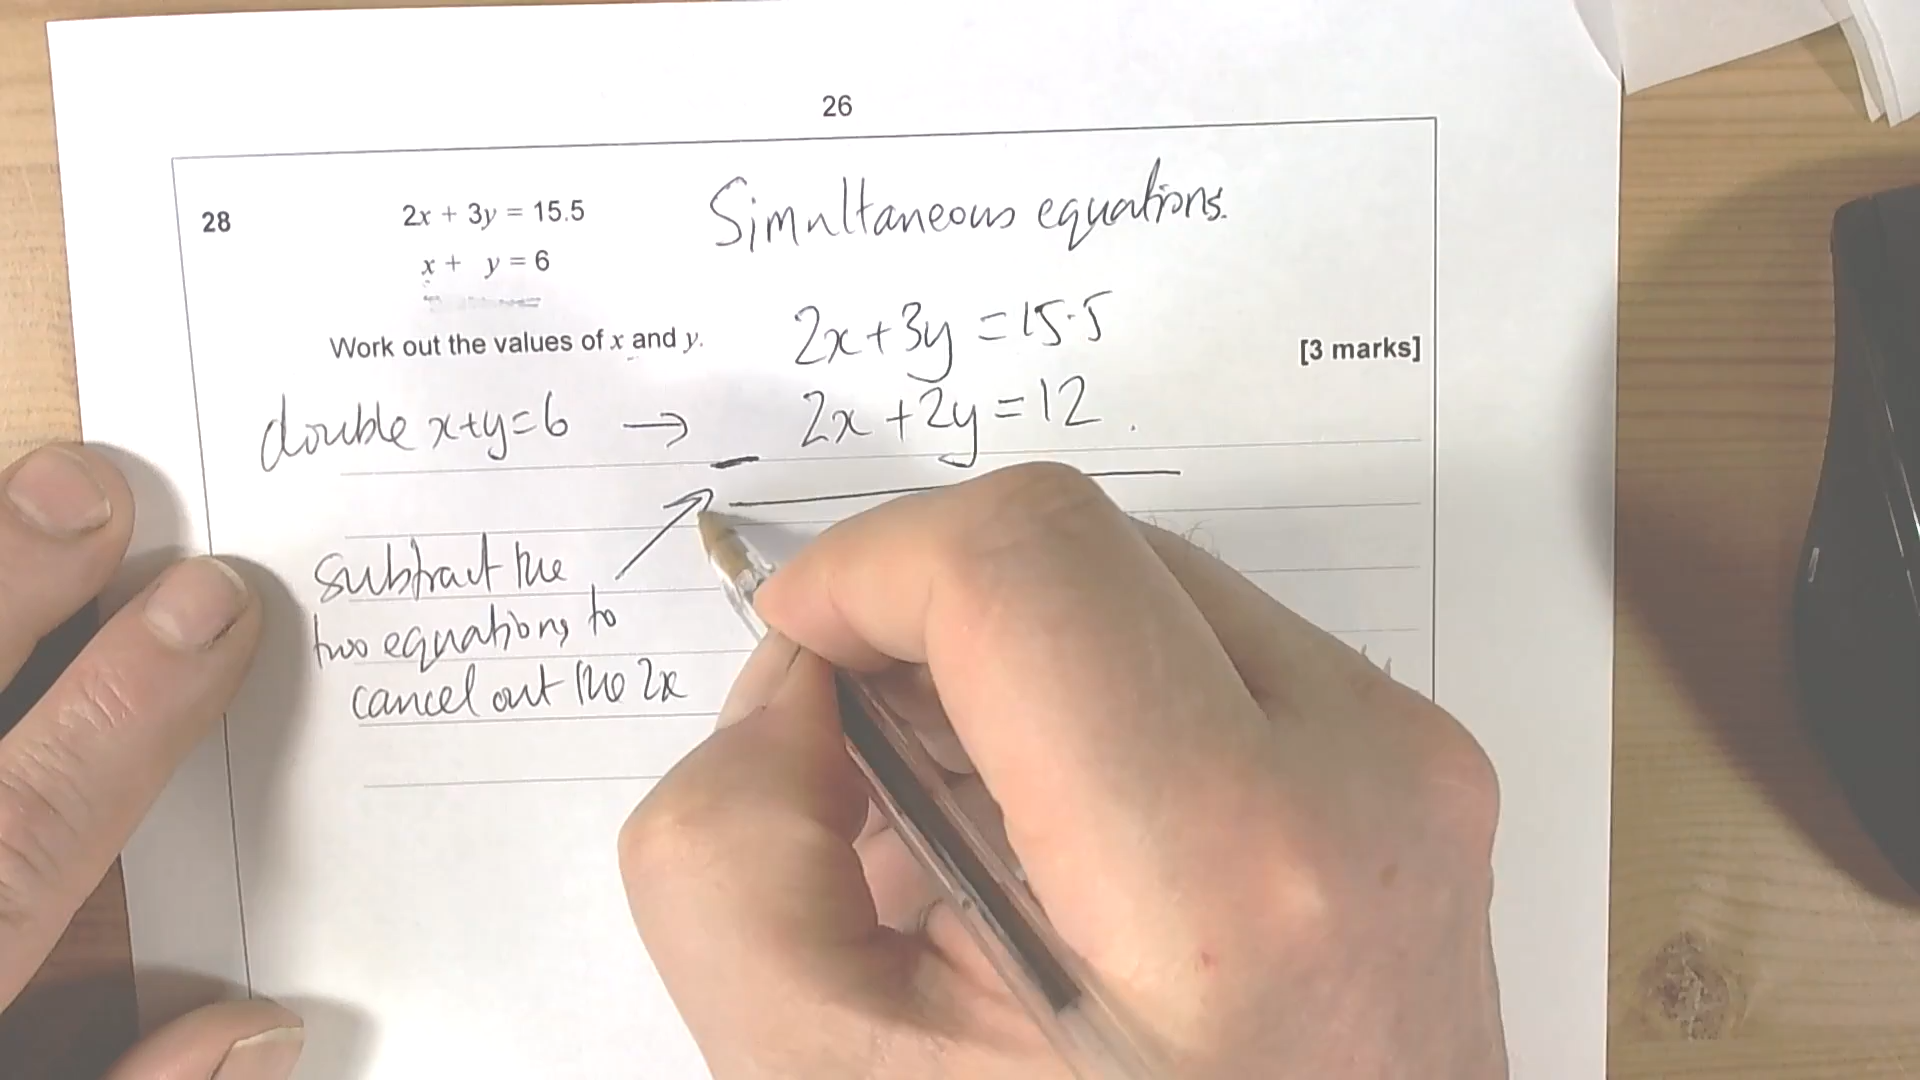 26
28
2x + 3y = 15.5
x + y = 6
Simultaneous equations.
Work out the values of x and y.
[3 marks]
2x+3y=15.5
double x+y=6 → 2x+2y=12.
−
subtract the
two equations to
cancel out the 2x